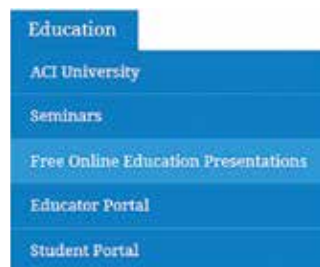 Education
ACI University
Seminars
Free Online Education Presentations
Educator Portal
Student Portal